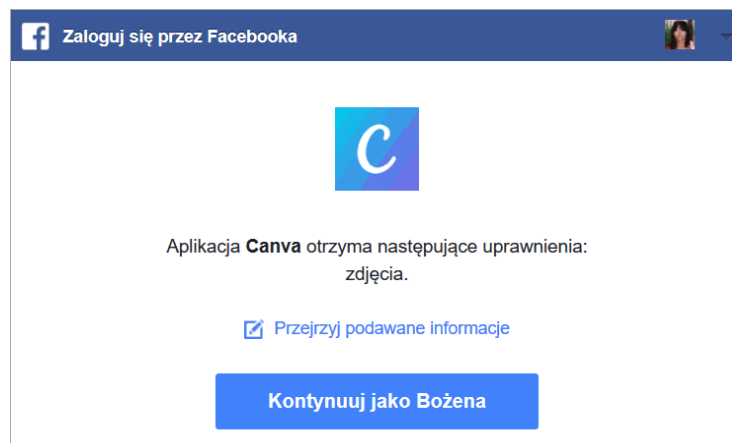 Zaloguj się przez Facebooka
C
Aplikacja Canva otrzyma następujące uprawnienia:
zdjęcia.
Przejrzyj podawane informacje
Kontynuuj jako Bożena